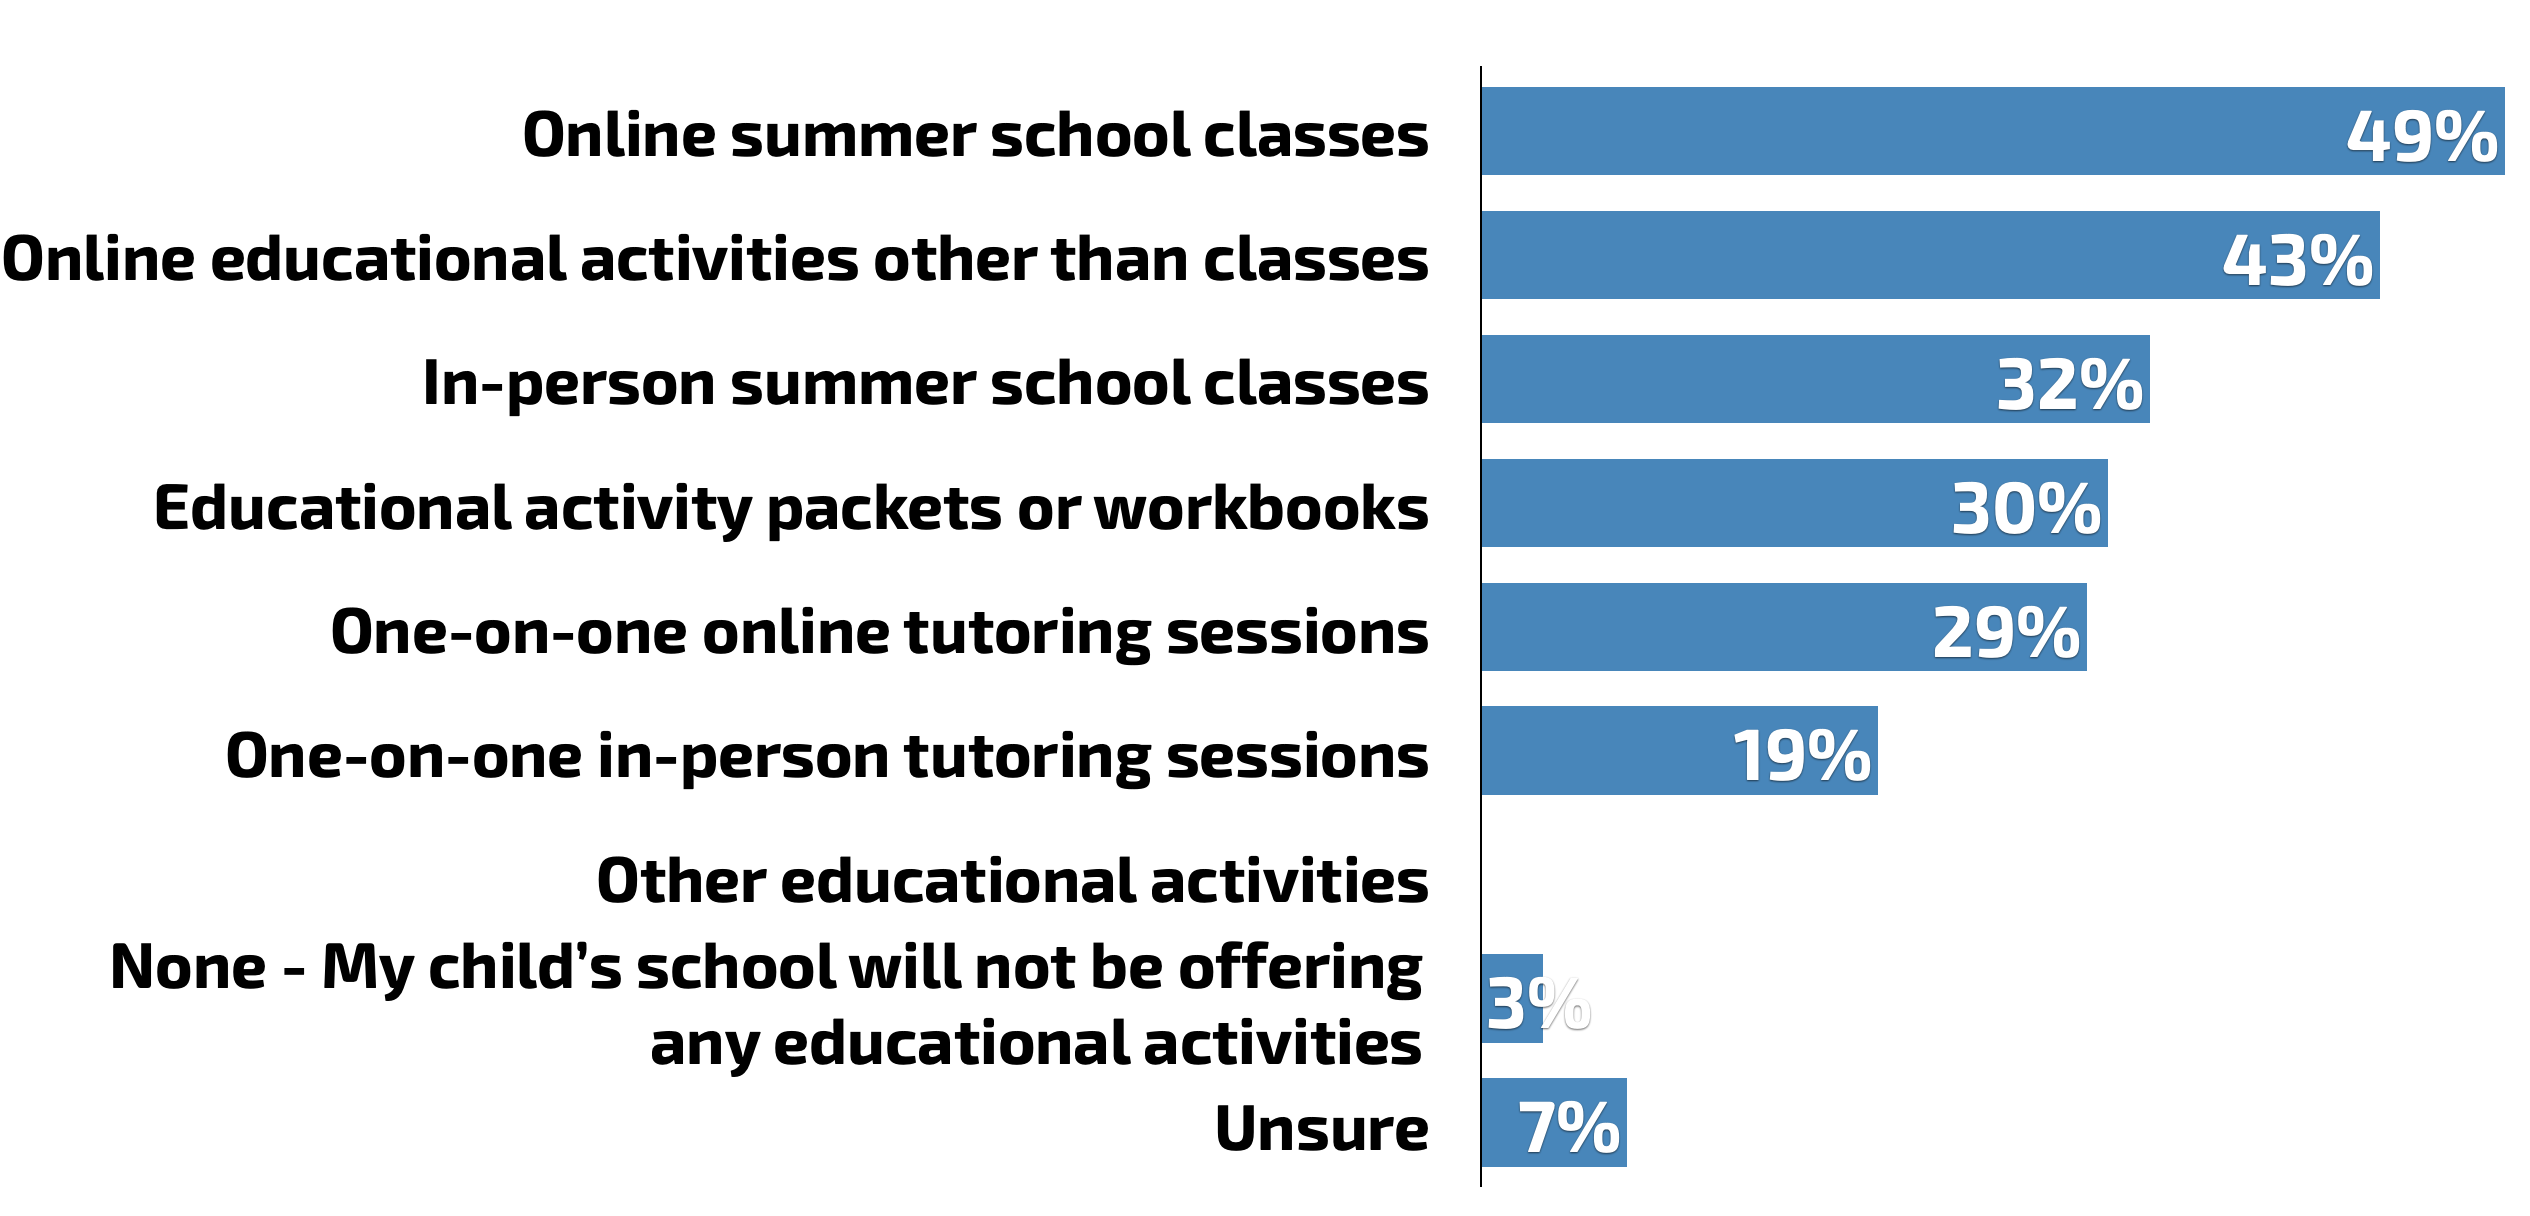 Online summer school classes 49%
Online educational activities other than classes 43%
In-person summer school classes 32%
Educational activity packets or workbooks 30%
One-on-one online tutoring sessions 29%
One-on-one in-person tutoring sessions 19%
Other educational activities
None - My child’s school will not be offering
any educational activities 3%
Unsure 7%